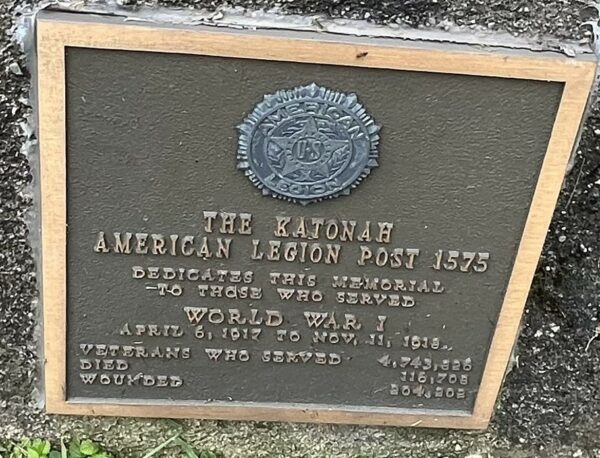 AMERICAN
U.S
LEGION
THE KATONAH
AMERICAN LEGION POST 1575
DEDICATES THIS MEMORIAL
TO THOSE WHO SERVED
WORLD WAR I
APRIL 6, 1917 TO NOV. 11, 1918
VETERANS WHO SERVED 4,743,826
DIED 116,708
WOUNDED 204,002